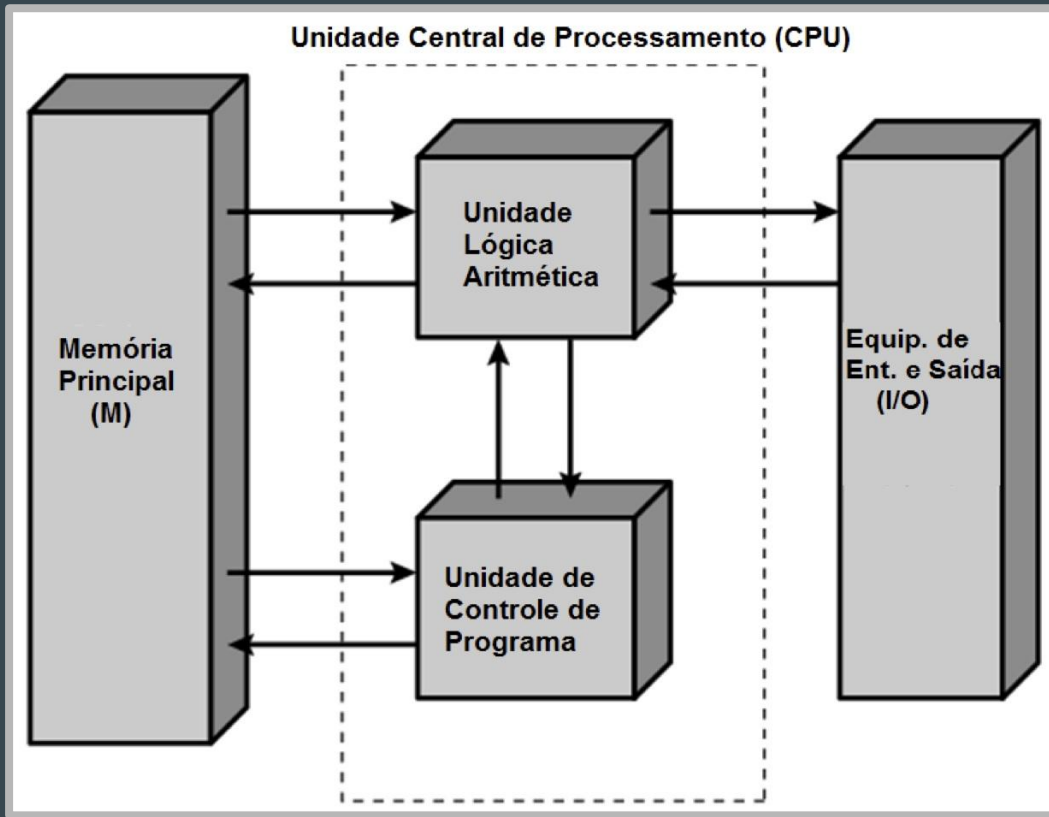 Unidade Central de Processamento (CPU)
Memória
Principal
(M)
Unidade
Lógica
Aritmética
Unidade de
Controle de
Programa
Equip. de
Ent. e Saída
(I/O)